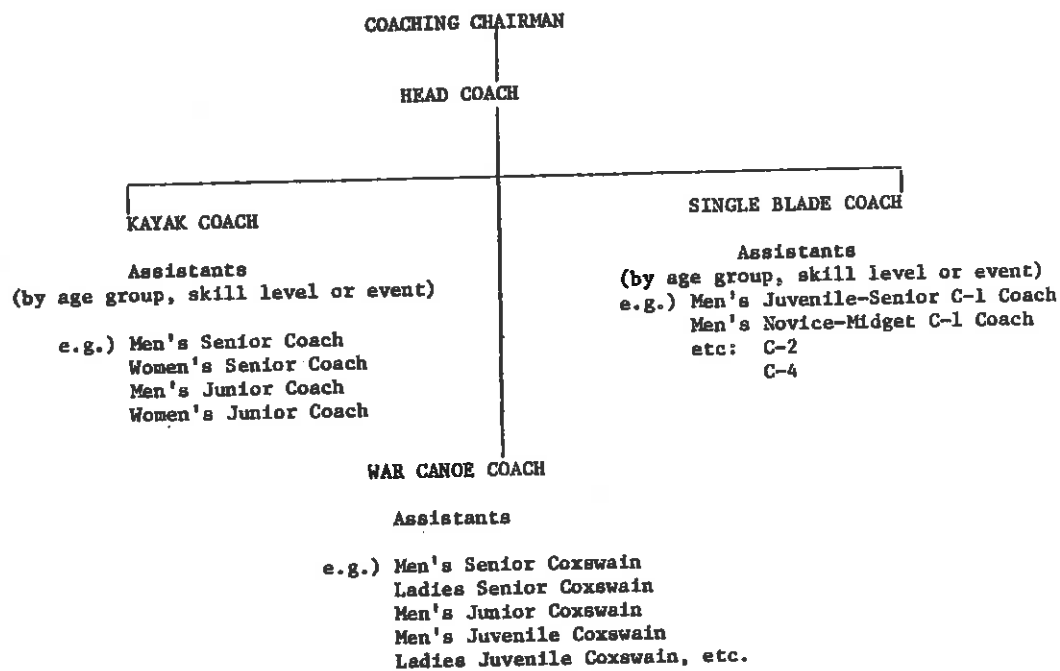 COACHING CHAIRMAN
HEAD COACH
KAYAK COACH
Assistants
(by age group, skill level or event)
e.g.) Men's Senior Coach
Women's Senior Coach
Men's Junior Coach
Women's Junior Coach
SINGLE BLADE COACH
Assistants
(by age group, skill level or event)
e.g.) Men's Juvenile-Senior C-1 Coach
Men's Novice-Midget C-1 Coach
etc: C-2
C-4
WAR CANOE COACH
Assistants
e.g.) Men's Senior Coxswain
Ladies Senior Coxswain
Men's Junior Coxswain
Men's Juvenile Coxswain
Ladies Juvenile Coxswain, etc.